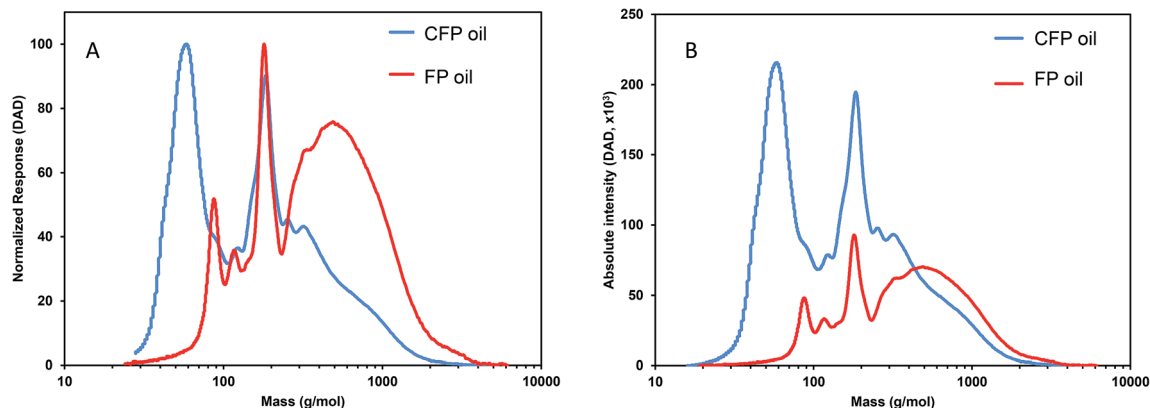 A
CFP oil
FP oil
Normalized Response (DAD)
100
80
60
40
20
0
10
100
1000
10000
Mass (g/mol)
B
CFP oil
FP oil
Absolute intensity (DAD, x10³)
250
200
150
100
50
0
10
100
1000
10000
Mass (g/mol)